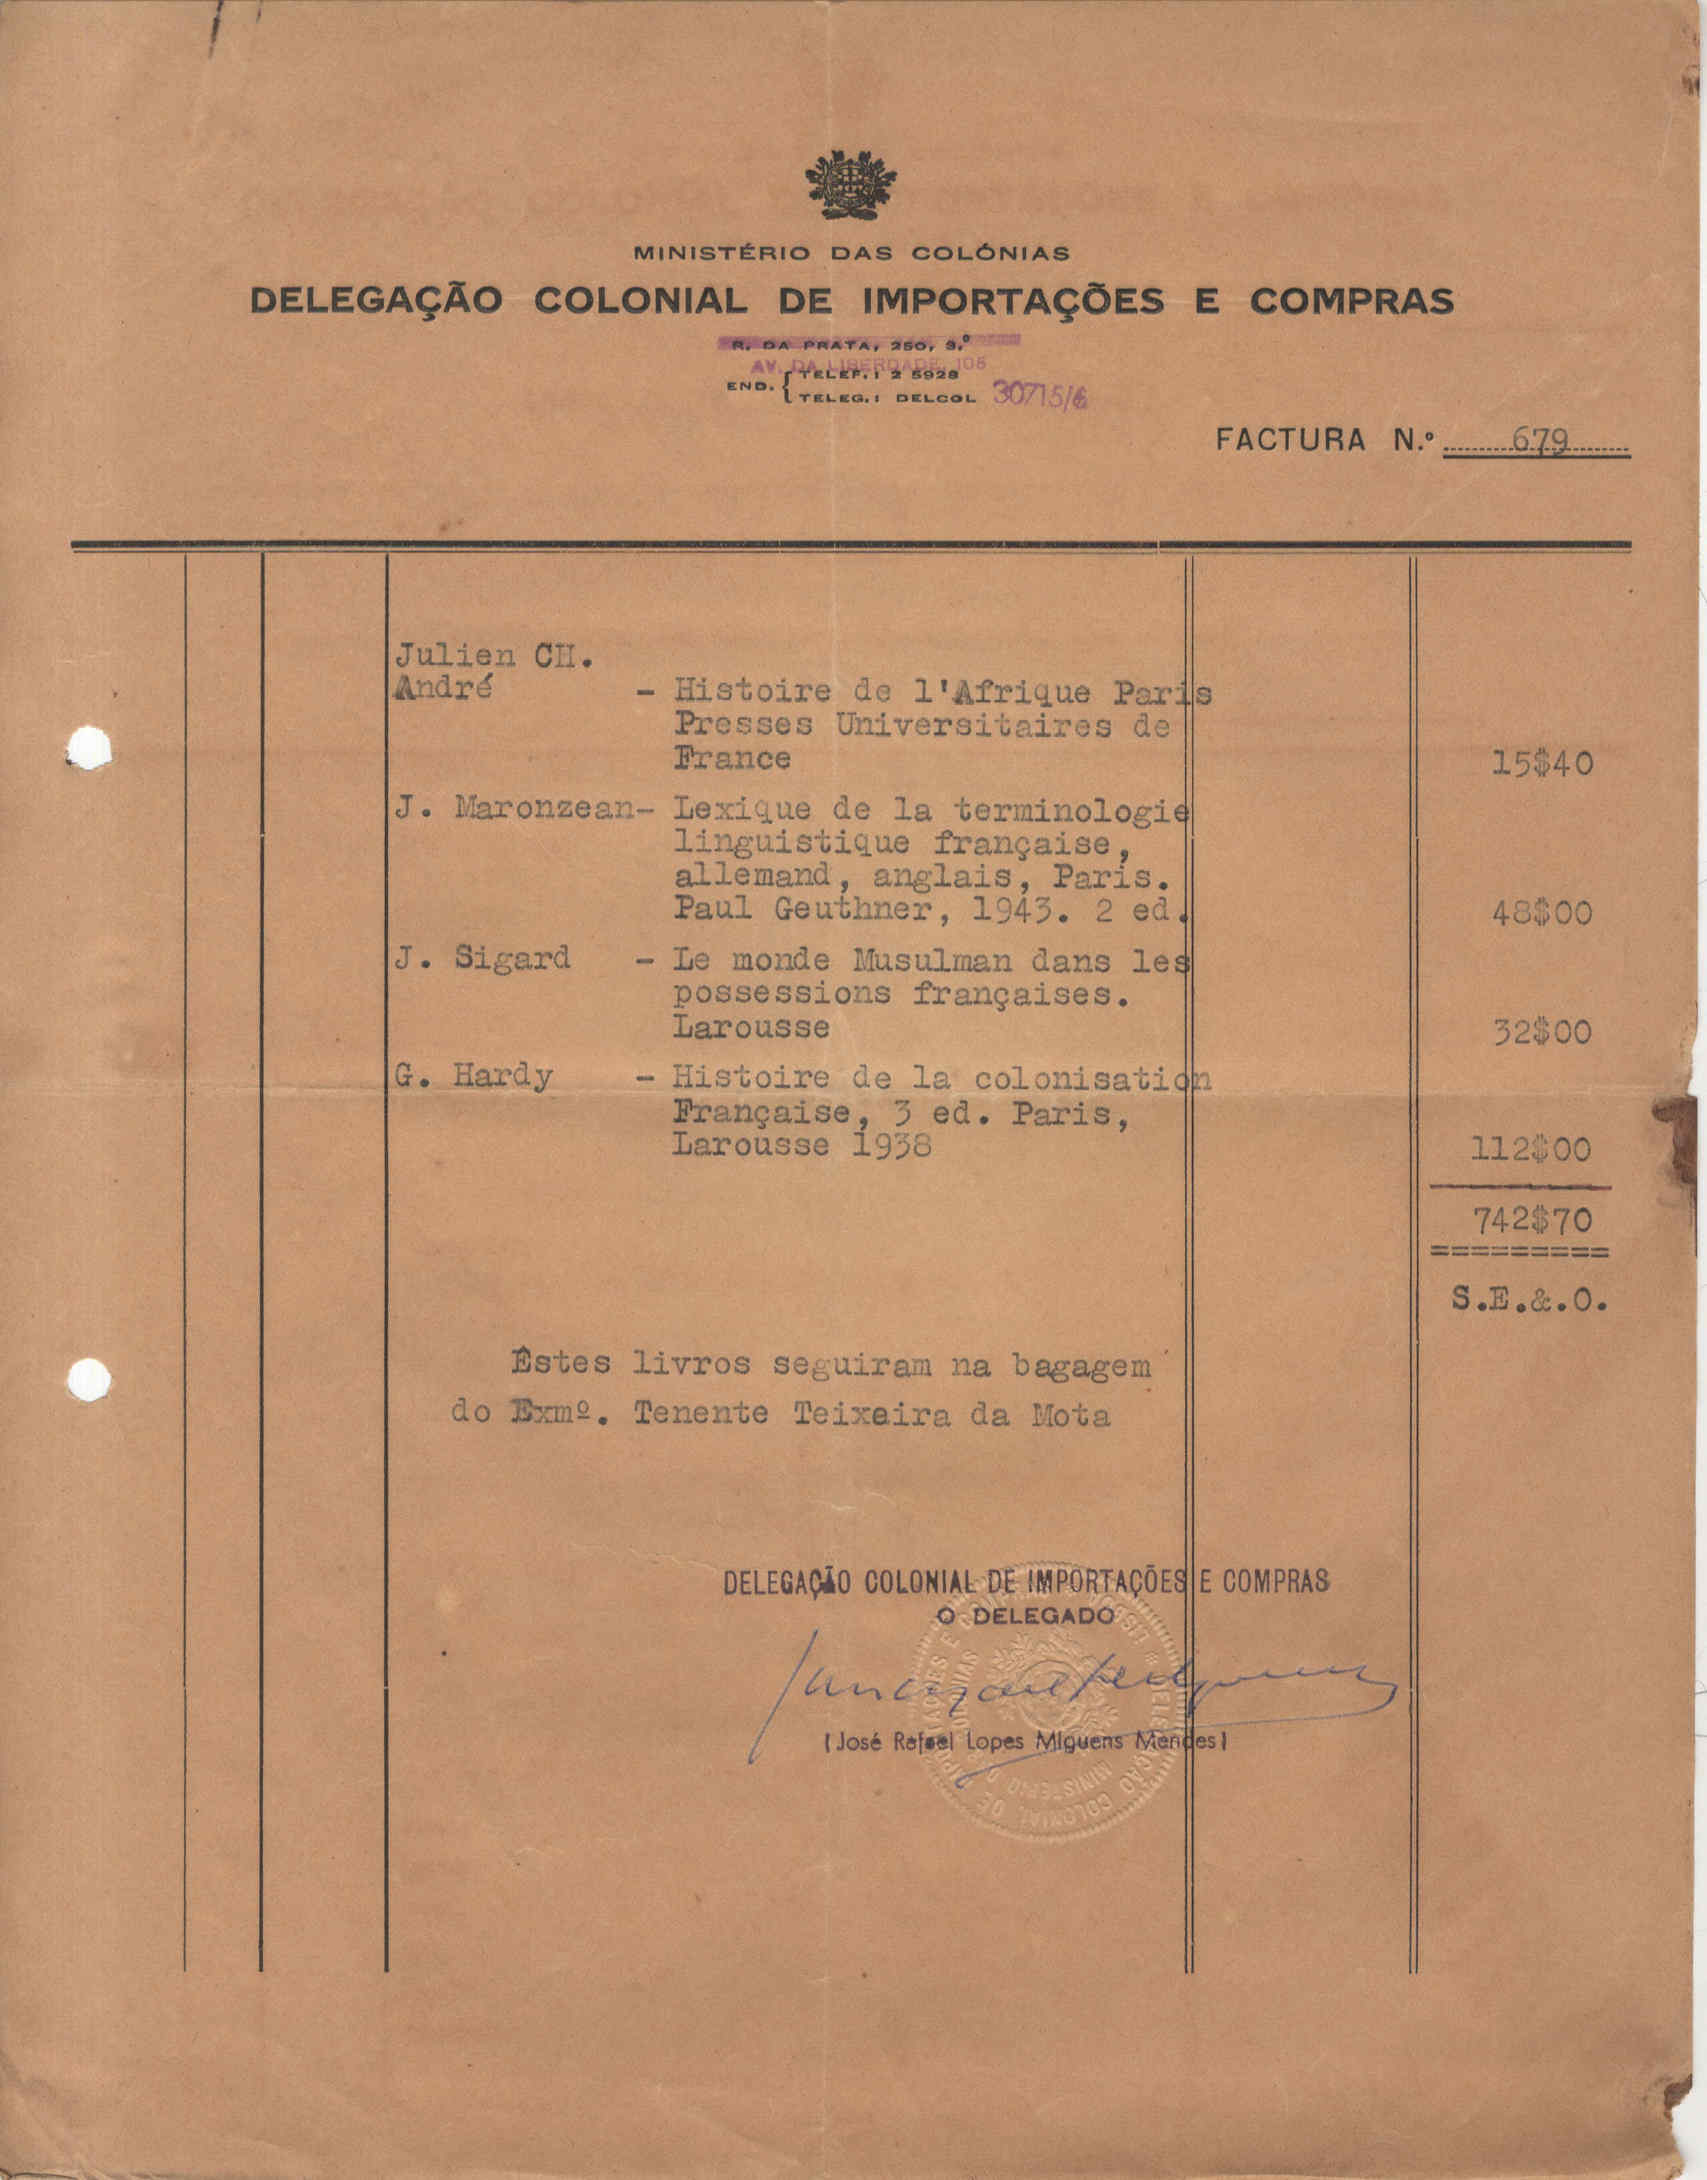 MINISTÉRIO DAS COLÓNIAS
DELEGAÇÃO COLONIAL DE IMPORTAÇÕES E COMPRAS
R. DA PRATA, 250, 3.º
AV. DA LIBERDADE, 105
END. { TELEF.: 2 5928
TELEG.: DELCOL 30715/6
FACTURA N.º 679
Julien CH.
André - Histoire de l'Afrique Paris
Presses Universitaires de
France 15$40
J. Maronzean- Lexique de la terminologie
linguistique française,
allemand, anglais, Paris.
Paul Geuthner, 1943. 2 ed. 48$00
J. Sigard - Le monde Musulman dans les
possessions françaises.
Larousse 32$00
G. Hardy - Histoire de la colonisation
Française, 3 ed. Paris,
Larousse 1938 112$00
742$70
=========
S.E.&.O.
Êstes livros seguiram na bagagem
do Exmº. Tenente Teixeira da Mota
DELEGAÇÃO COLONIAL DE IMPORTAÇÕES E COMPRAS
O DELEGADO
(José Rafael Lopes Miguens Mendes)